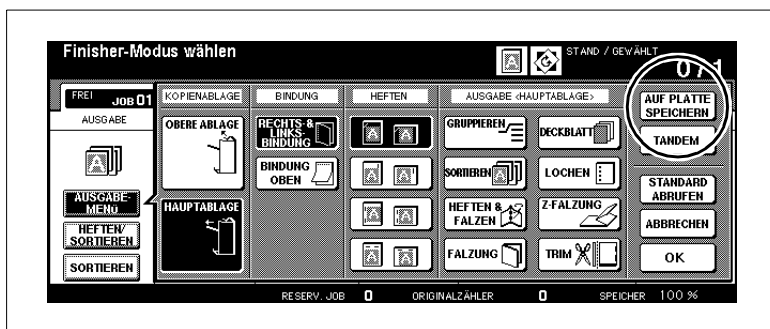 Finisher-Modus wählen
STAND / GEWÄHLT
0/1
FREI JOB 01
AUSGABE
AUSGABE-
MENü
HEFTEN/
SORTIEREN
SORTIEREN
KOPIENABLAGE
OBERE ABLAGE
HAUPTABLAGE
BINDUNG
RECHTS-&
LINKS-
BINDUNG
BINDUNG
OBEN
HEFTEN
AUSGABE <HAUPTABLAGE>
GRUPPIEREN
DECKBLATT
SORTIEREN
LOCHEN
HEFTEN &
FALZEN
Z-FALZUNG
FALZUNG
TRIM
AUF PLATTE
SPEICHERN
TANDEM
STANDARD
ABRUFEN
ABBRECHEN
OK
RESERV. JOB 0 ORIGINALZÄHLER 0 SPEICHER 100 %